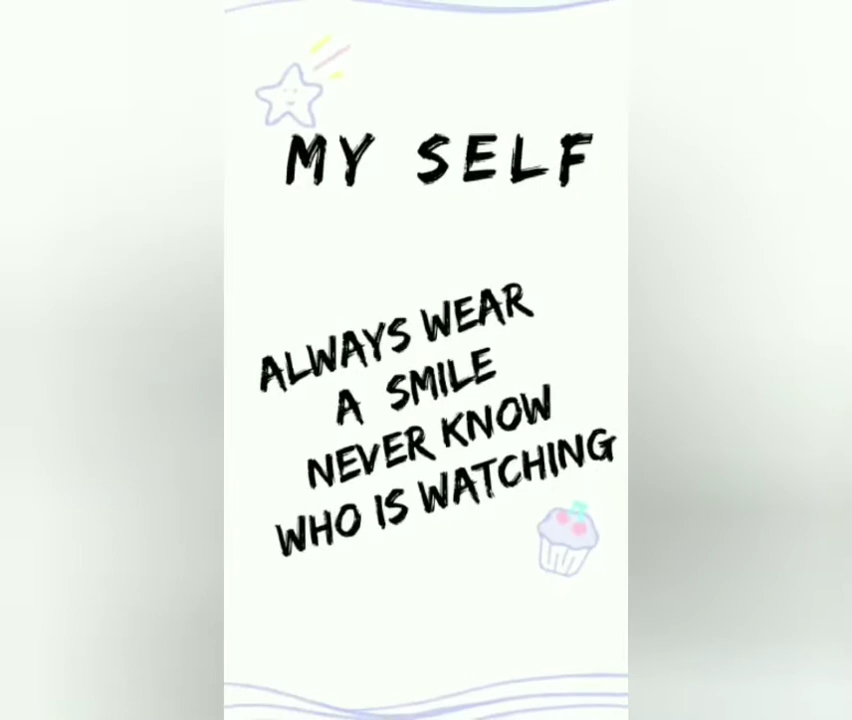 MY SELF
ALWAYS WEAR
A SMILE
NEVER KNOW
WHO IS WATCHING